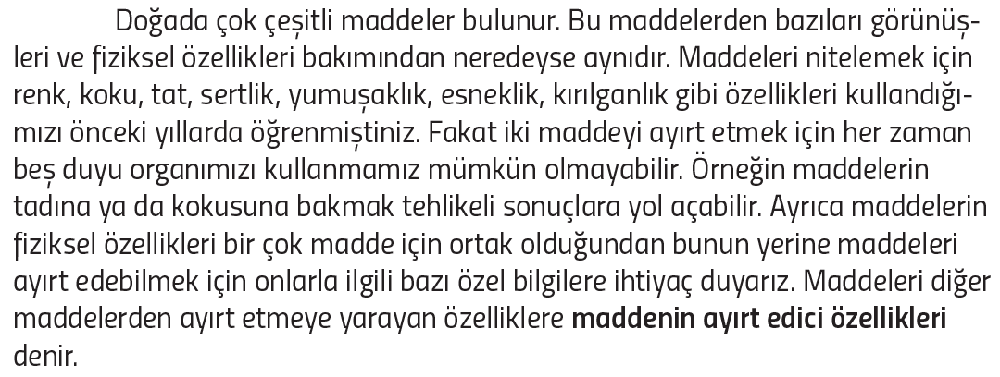 Doğada çok çeşitli maddeler bulunur. Bu maddelerden bazıları görünüş-
leri ve fiziksel özellikleri bakımından neredeyse aynıdır. Maddeleri nitelemek için
renk, koku, tat, sertlik, yumuşaklık, esneklik, kırılganlık gibi özellikleri kullandığı-
mızı önceki yıllarda öğrenmiştiniz. Fakat iki maddeyi ayırt etmek için her zaman
beş duyu organımızı kullanmamız mümkün olmayabilir. Örneğin maddelerin
tadına ya da kokusuna bakmak tehlikeli sonuçlara yol açabilir. Ayrıca maddelerin
fiziksel özellikleri bir çok madde için ortak olduğundan bunun yerine maddeleri
ayırt edebilmek için onlarla ilgili bazı özel bilgilere ihtiyaç duyarız. Maddeleri diğer
maddelerden ayırt etmeye yarayan özelliklere maddenin ayırt edici özellikleri
denir.